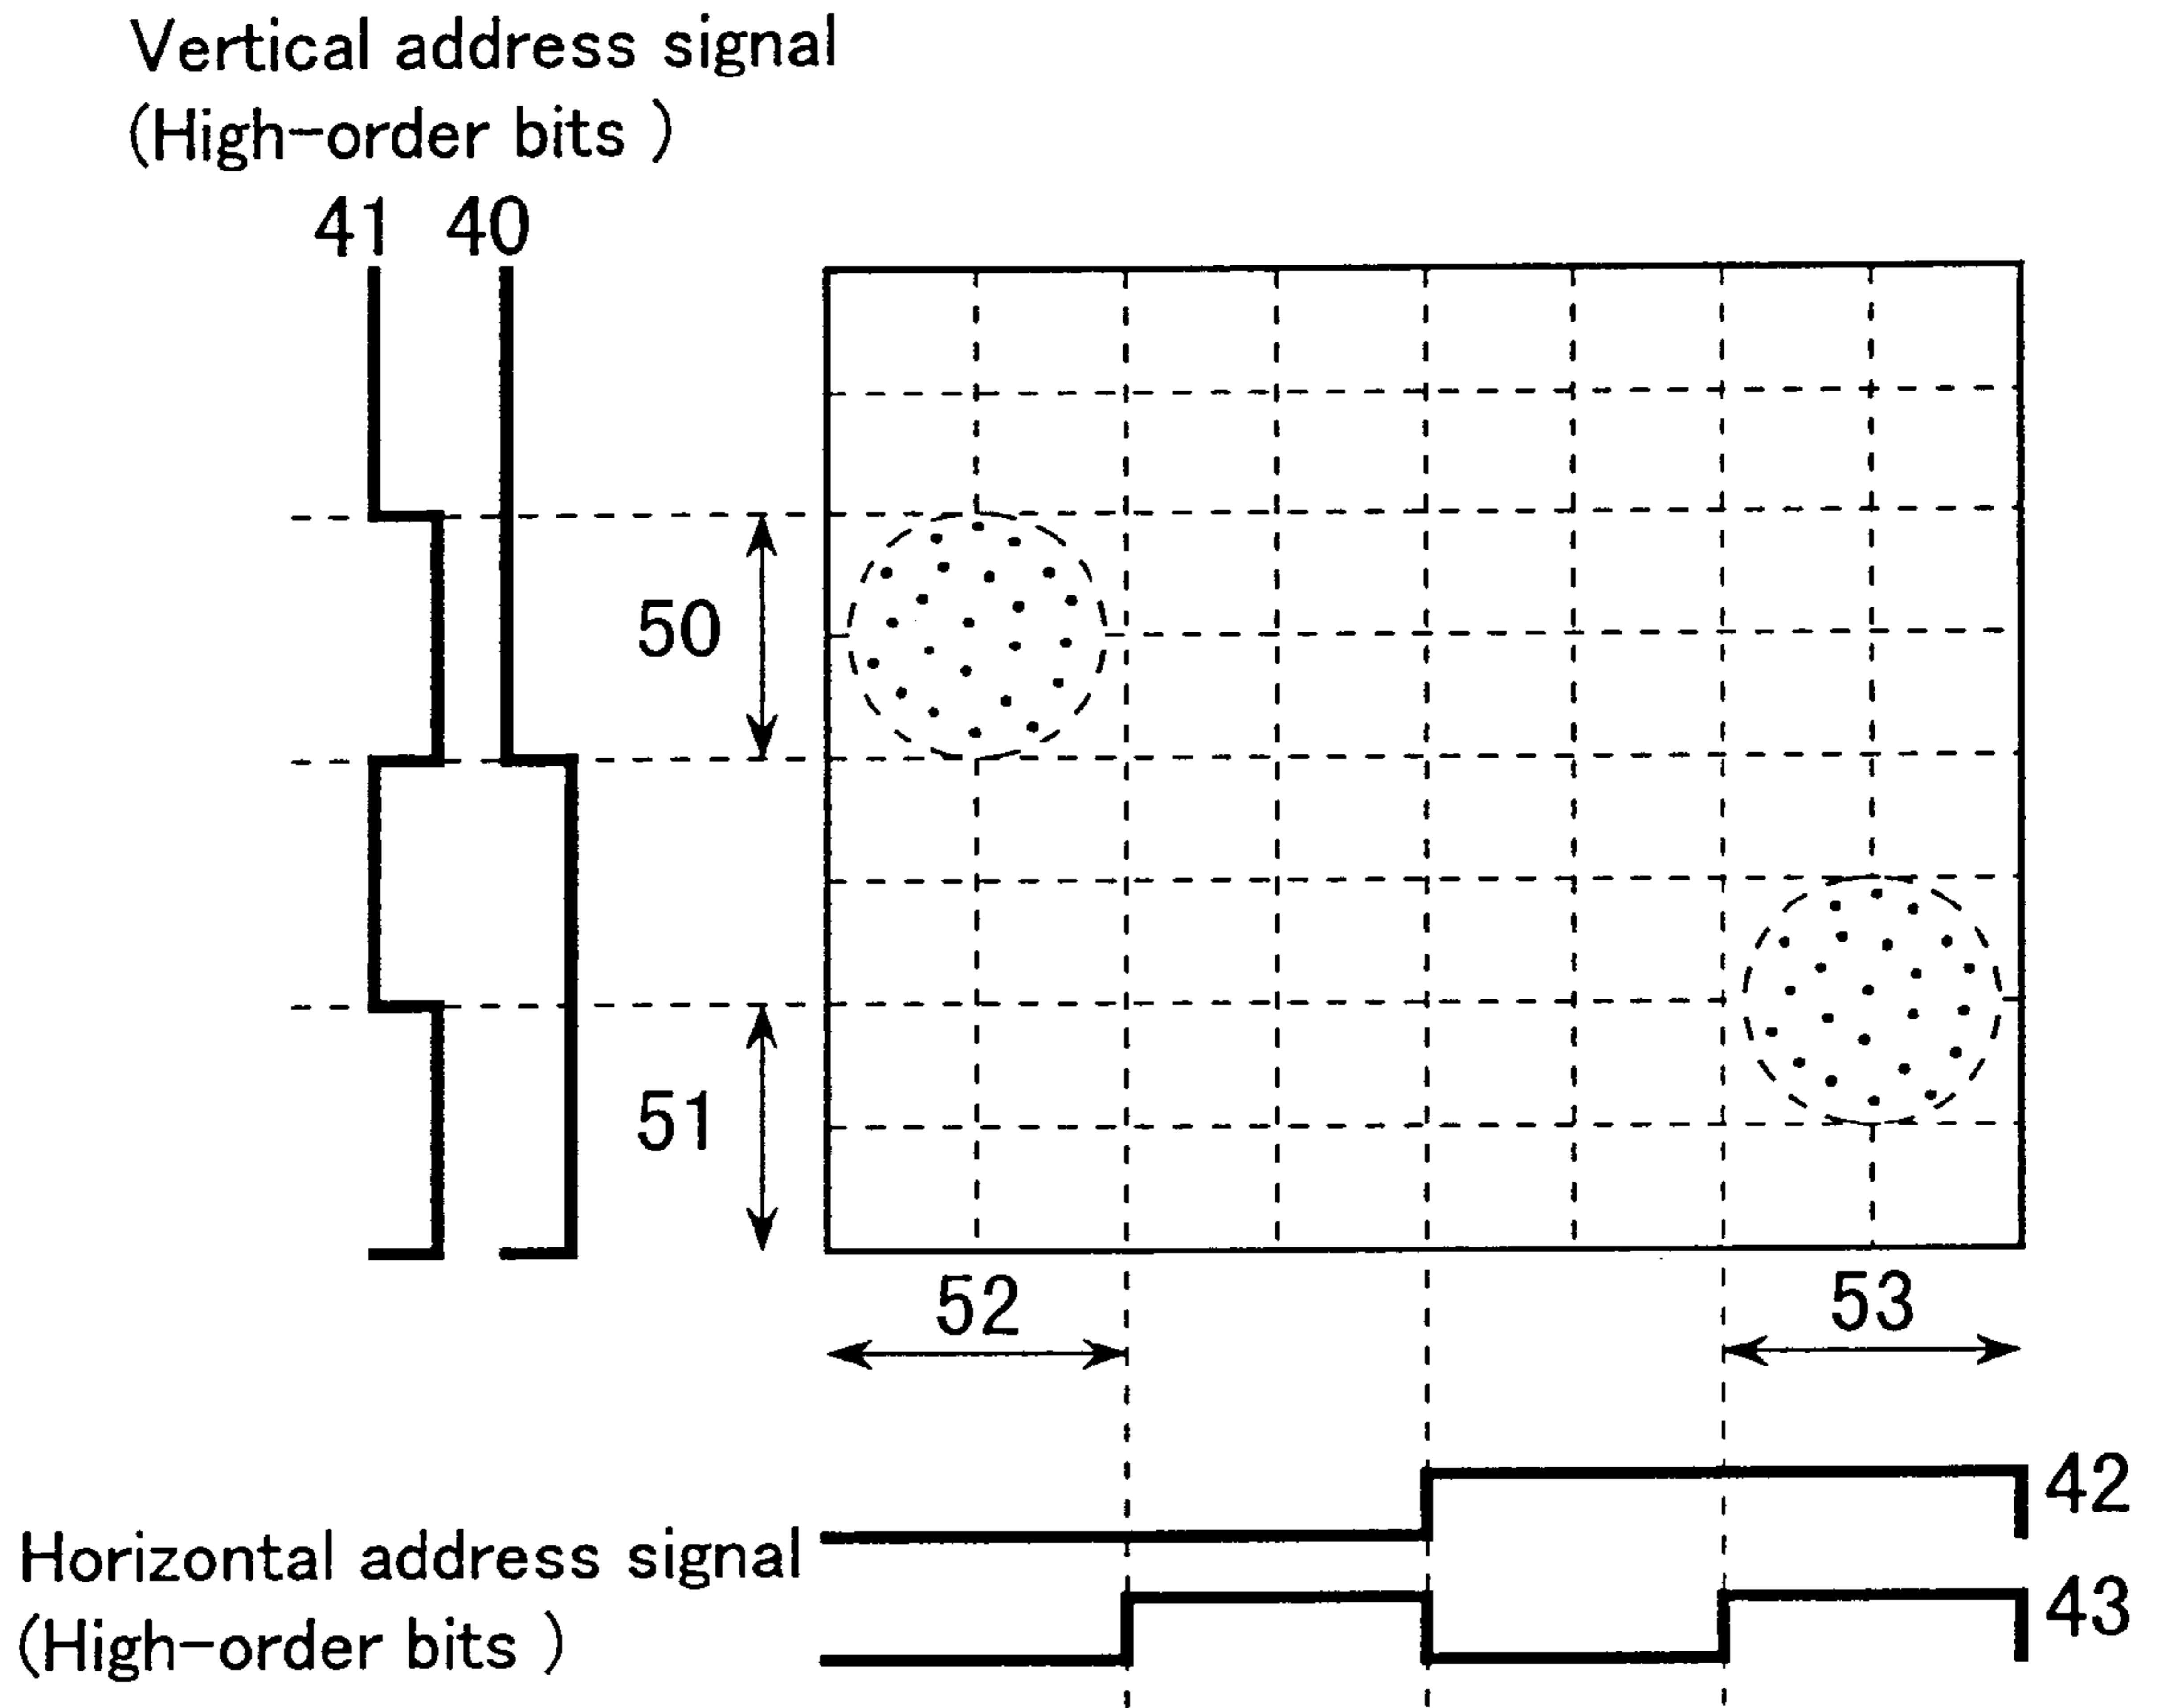 Vertical address signal
(High-order bits )
41 40
50
51
52 53
42
Horizontal address signal
43
(High-order bits )